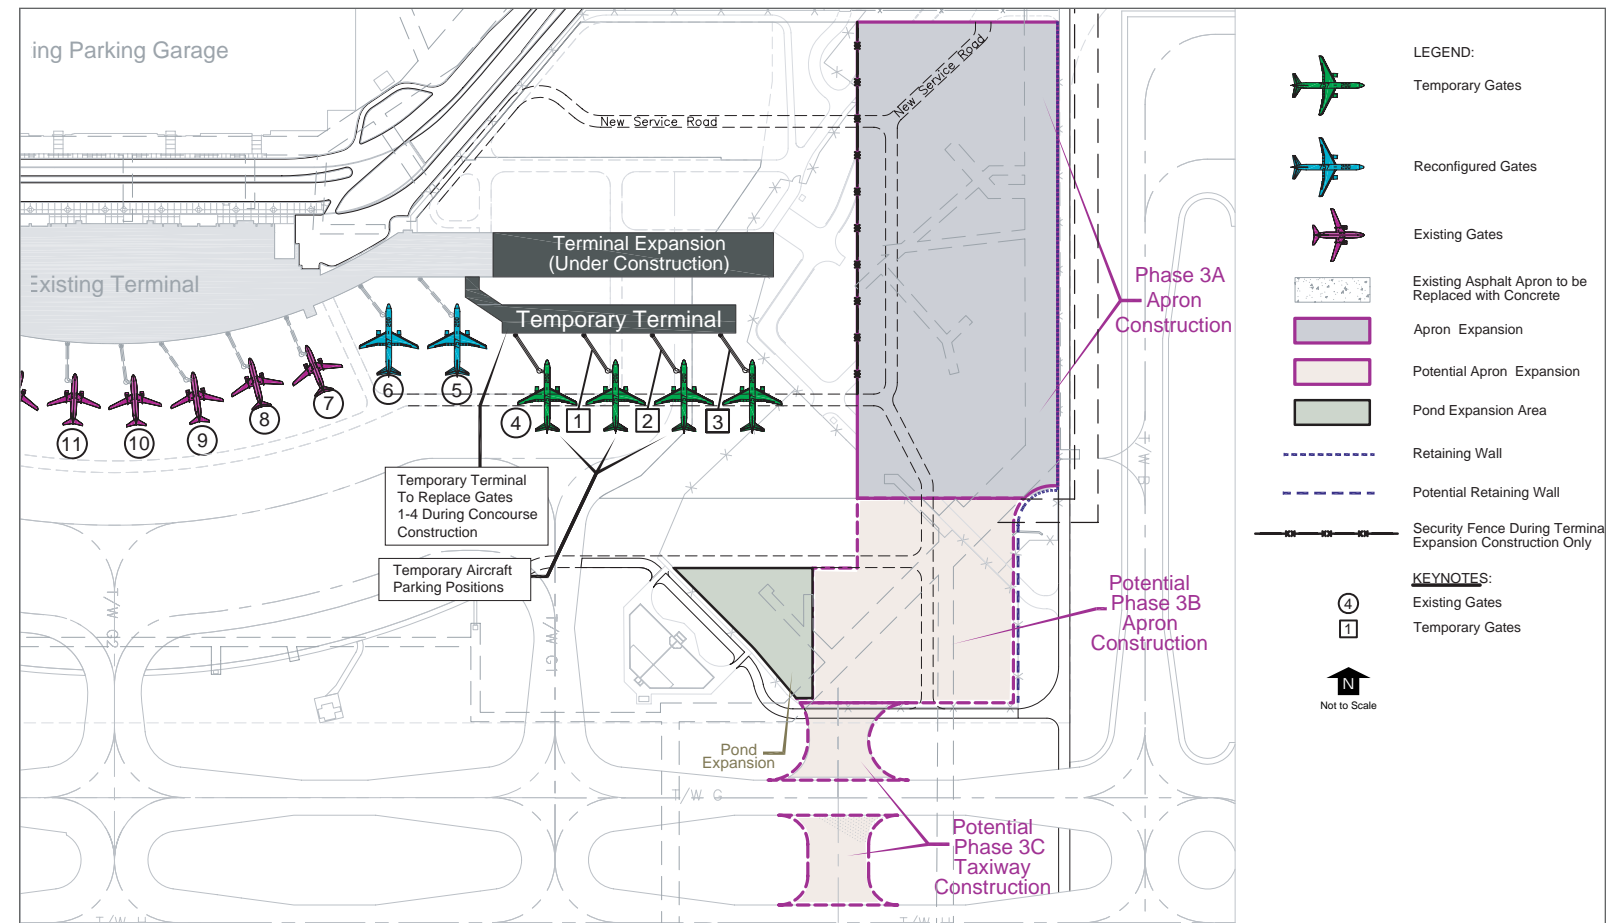 ing Parking Garage
New Service Road
New Service Road
Existing Terminal
Terminal Expansion
(Under Construction)
Temporary Terminal
6
5
4
1
2
3
7
8
9
10
11
Temporary Terminal
To Replace Gates
1-4 During Concourse
Construction
Temporary Aircraft
Parking Positions
Phase 3A
Apron
Construction
Potential
Phase 3B
Apron
Construction
Pond
Expansion
Potential
Phase 3C
Taxiway
Construction
T/W G2
T/W G1
T/W B
T/W G
T/W H
T/W H
LEGEND:
Temporary Gates
Reconfigured Gates
Existing Gates
Existing Asphalt Apron to be
Replaced with Concrete
Apron Expansion
Potential Apron Expansion
Pond Expansion Area
Retaining Wall
Potential Retaining Wall
Security Fence During Termina
Expansion Construction Only
KEYNOTES:
4
Existing Gates
1
Temporary Gates
N
Not to Scale